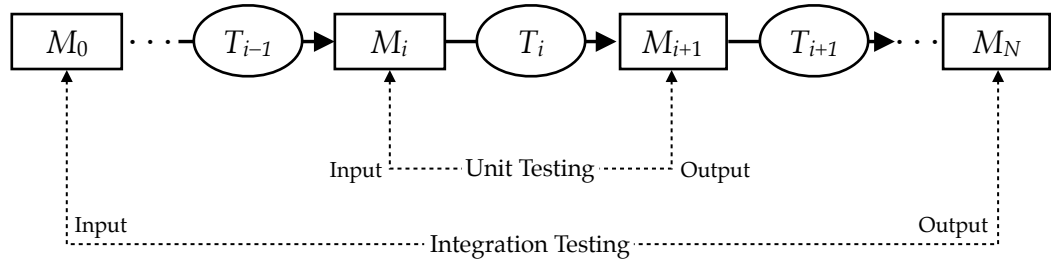 M0 · · · Ti−1 Mi Ti Mi+1 Ti+1 · · · MN
Input Unit Testing Output
Input Output
Integration Testing